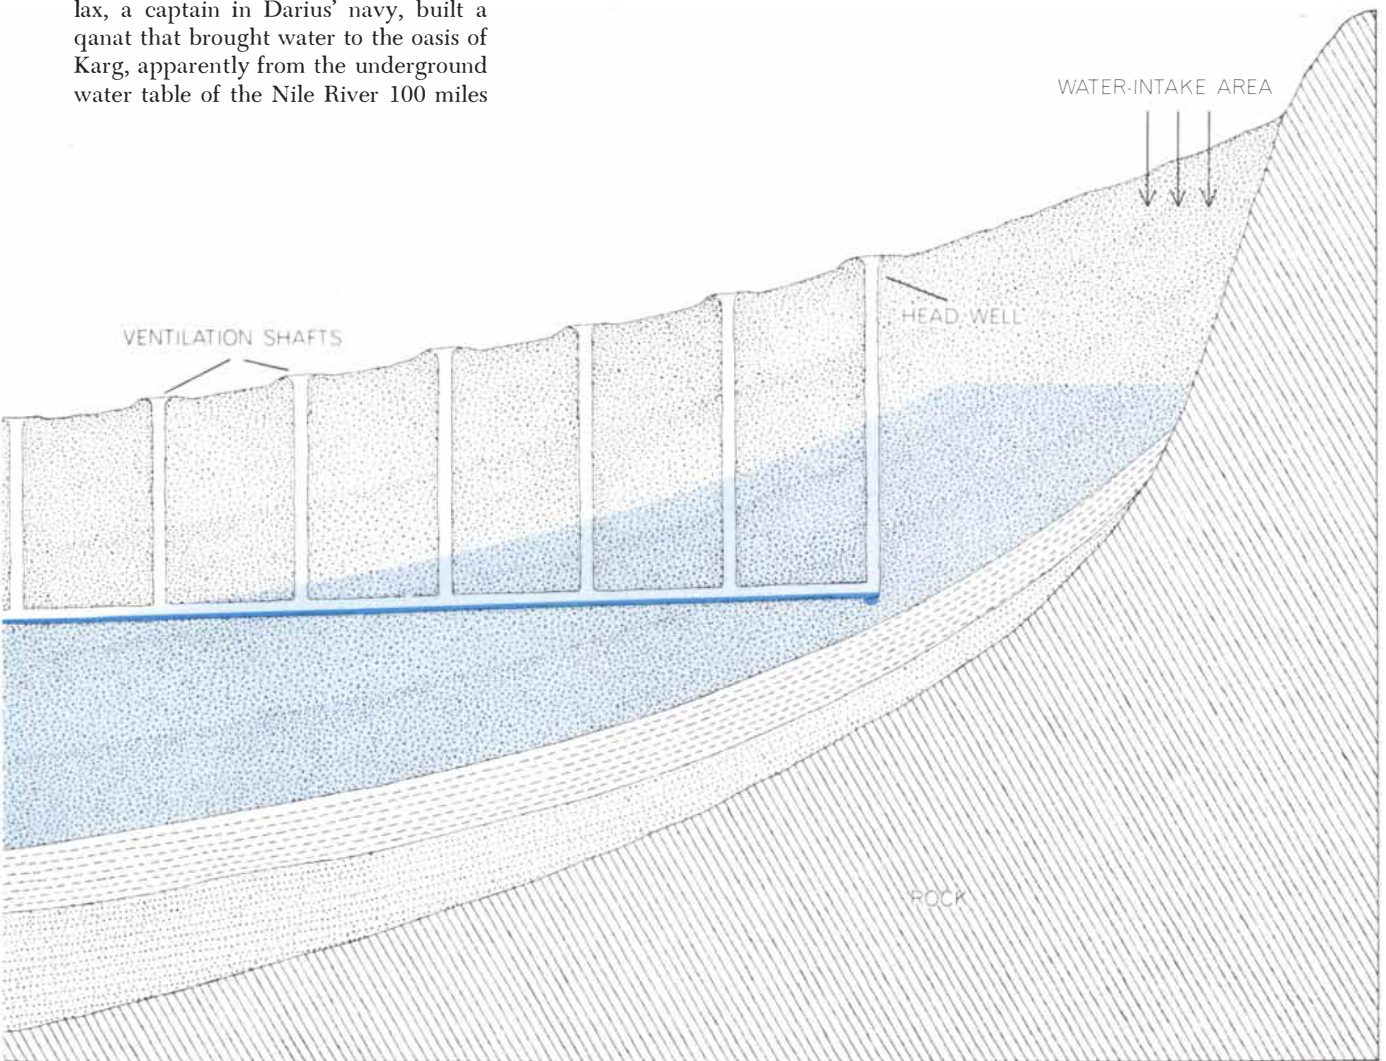 lax, a captain in Darius’ navy, built a
qanat that brought water to the oasis of
Karg, apparently from the underground
water table of the Nile River 100 miles
WATER-INTAKE AREA
HEAD WELL
VENTILATION SHAFTS
ROCK